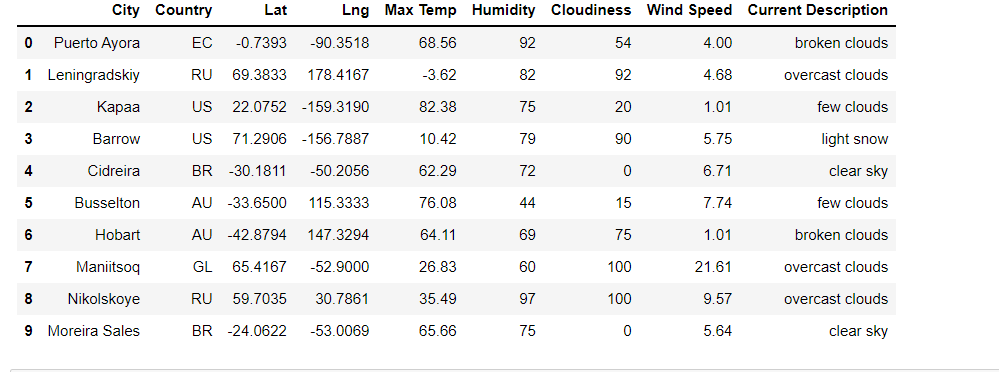 City Country Lat Lng Max Temp Humidity Cloudiness Wind Speed Current Description
0 Puerto Ayora EC -0.7393 -90.3518 68.56 92 54 4.00 broken clouds
1 Leningradskiy RU 69.3833 178.4167 -3.62 82 92 4.68 overcast clouds
2 Kapaa US 22.0752 -159.3190 82.38 75 20 1.01 few clouds
3 Barrow US 71.2906 -156.7887 10.42 79 90 5.75 light snow
4 Cidreira BR -30.1811 -50.2056 62.29 72 0 6.71 clear sky
5 Busselton AU -33.6500 115.3333 76.08 44 15 7.74 few clouds
6 Hobart AU -42.8794 147.3294 64.11 69 75 1.01 broken clouds
7 Maniitsoq GL 65.4167 -52.9000 26.83 60 100 21.61 overcast clouds
8 Nikolskoye RU 59.7035 30.7861 35.49 97 100 9.57 overcast clouds
9 Moreira Sales BR -24.0622 -53.0069 65.66 75 0 5.64 clear sky